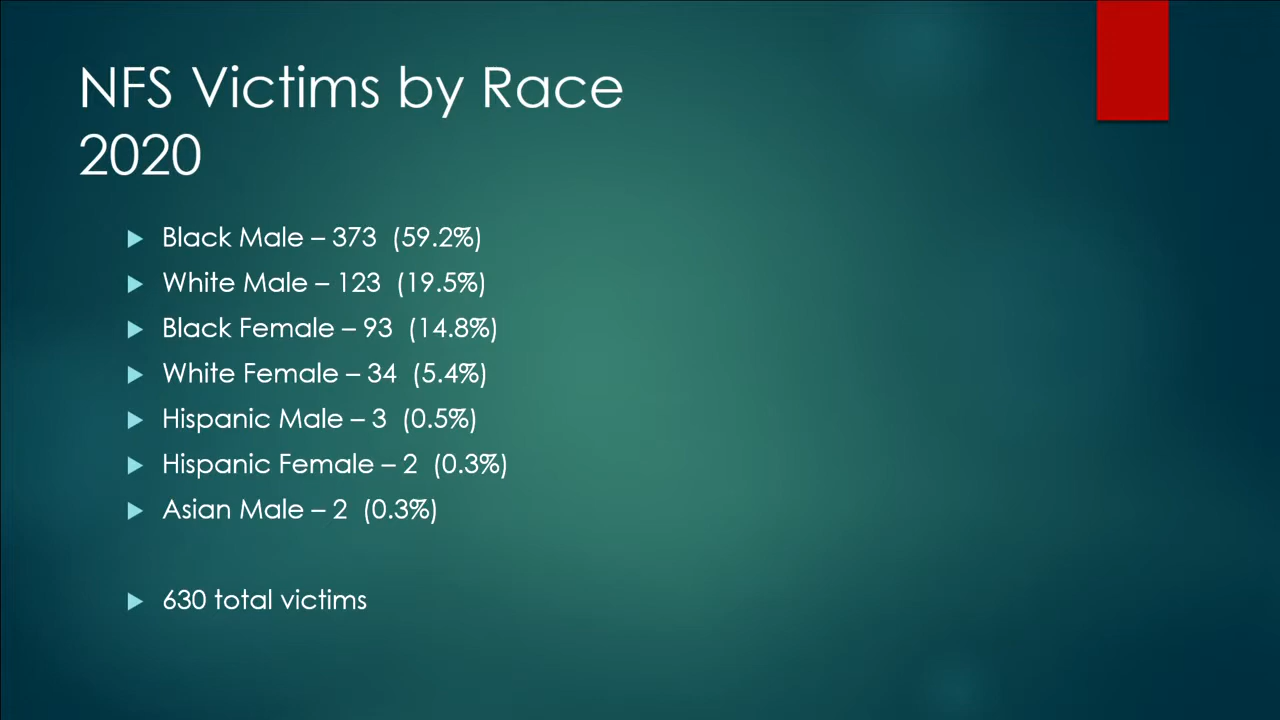 NFS Victims by Race
2020
Black Male – 373 (59.2%)
White Male – 123 (19.5%)
Black Female – 93 (14.8%)
White Female – 34 (5.4%)
Hispanic Male – 3 (0.5%)
Hispanic Female – 2 (0.3%)
Asian Male – 2 (0.3%)
630 total victims